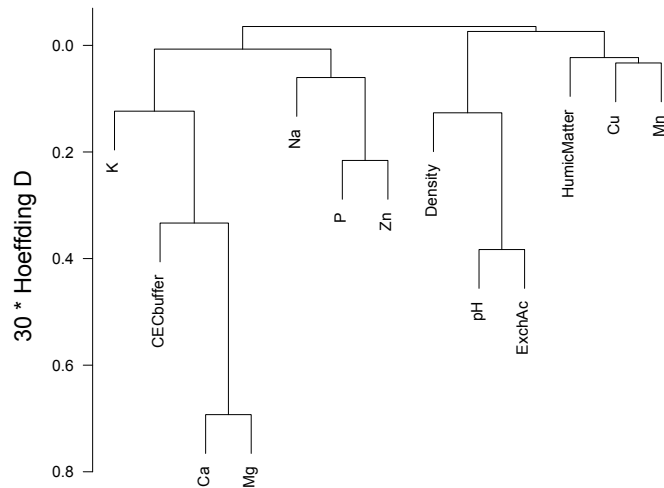 30 * Hoeffding D
0.0
0.2
0.4
0.6
0.8
K
CECbuffer
Ca
Mg
Na
P
Zn
Density
pH
ExchAc
HumicMatter
Cu
Mn